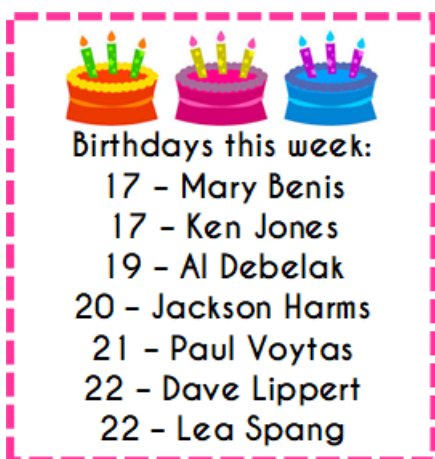 Birthdays this week:
17 – Mary Benis
17 – Ken Jones
19 – Al Debelak
20 – Jackson Harms
21 – Paul Voytas
22 – Dave Lippert
22 – Lea Spang